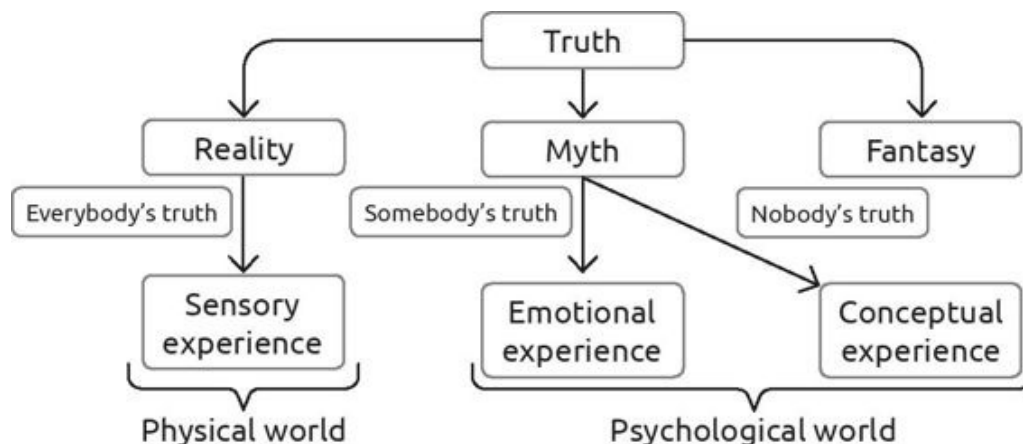 Truth
Reality
Myth
Fantasy
Everybody's truth
Somebody's truth
Nobody's truth
Sensory
experience
Emotional
experience
Conceptual
experience
Physical world
Psychological world